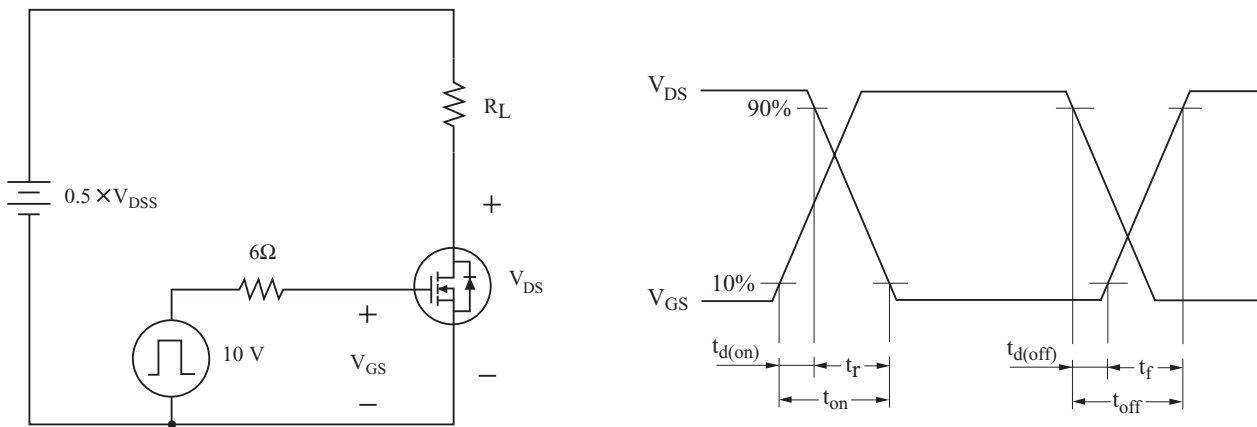 R_L
0.5 ×V_DSS
+
6Ω
V_DS
+
10 V
V_GS
−
−
V_DS
90%
10%
V_GS
t_d(on)
t_r
t_d(off)
t_f
t_on
t_off